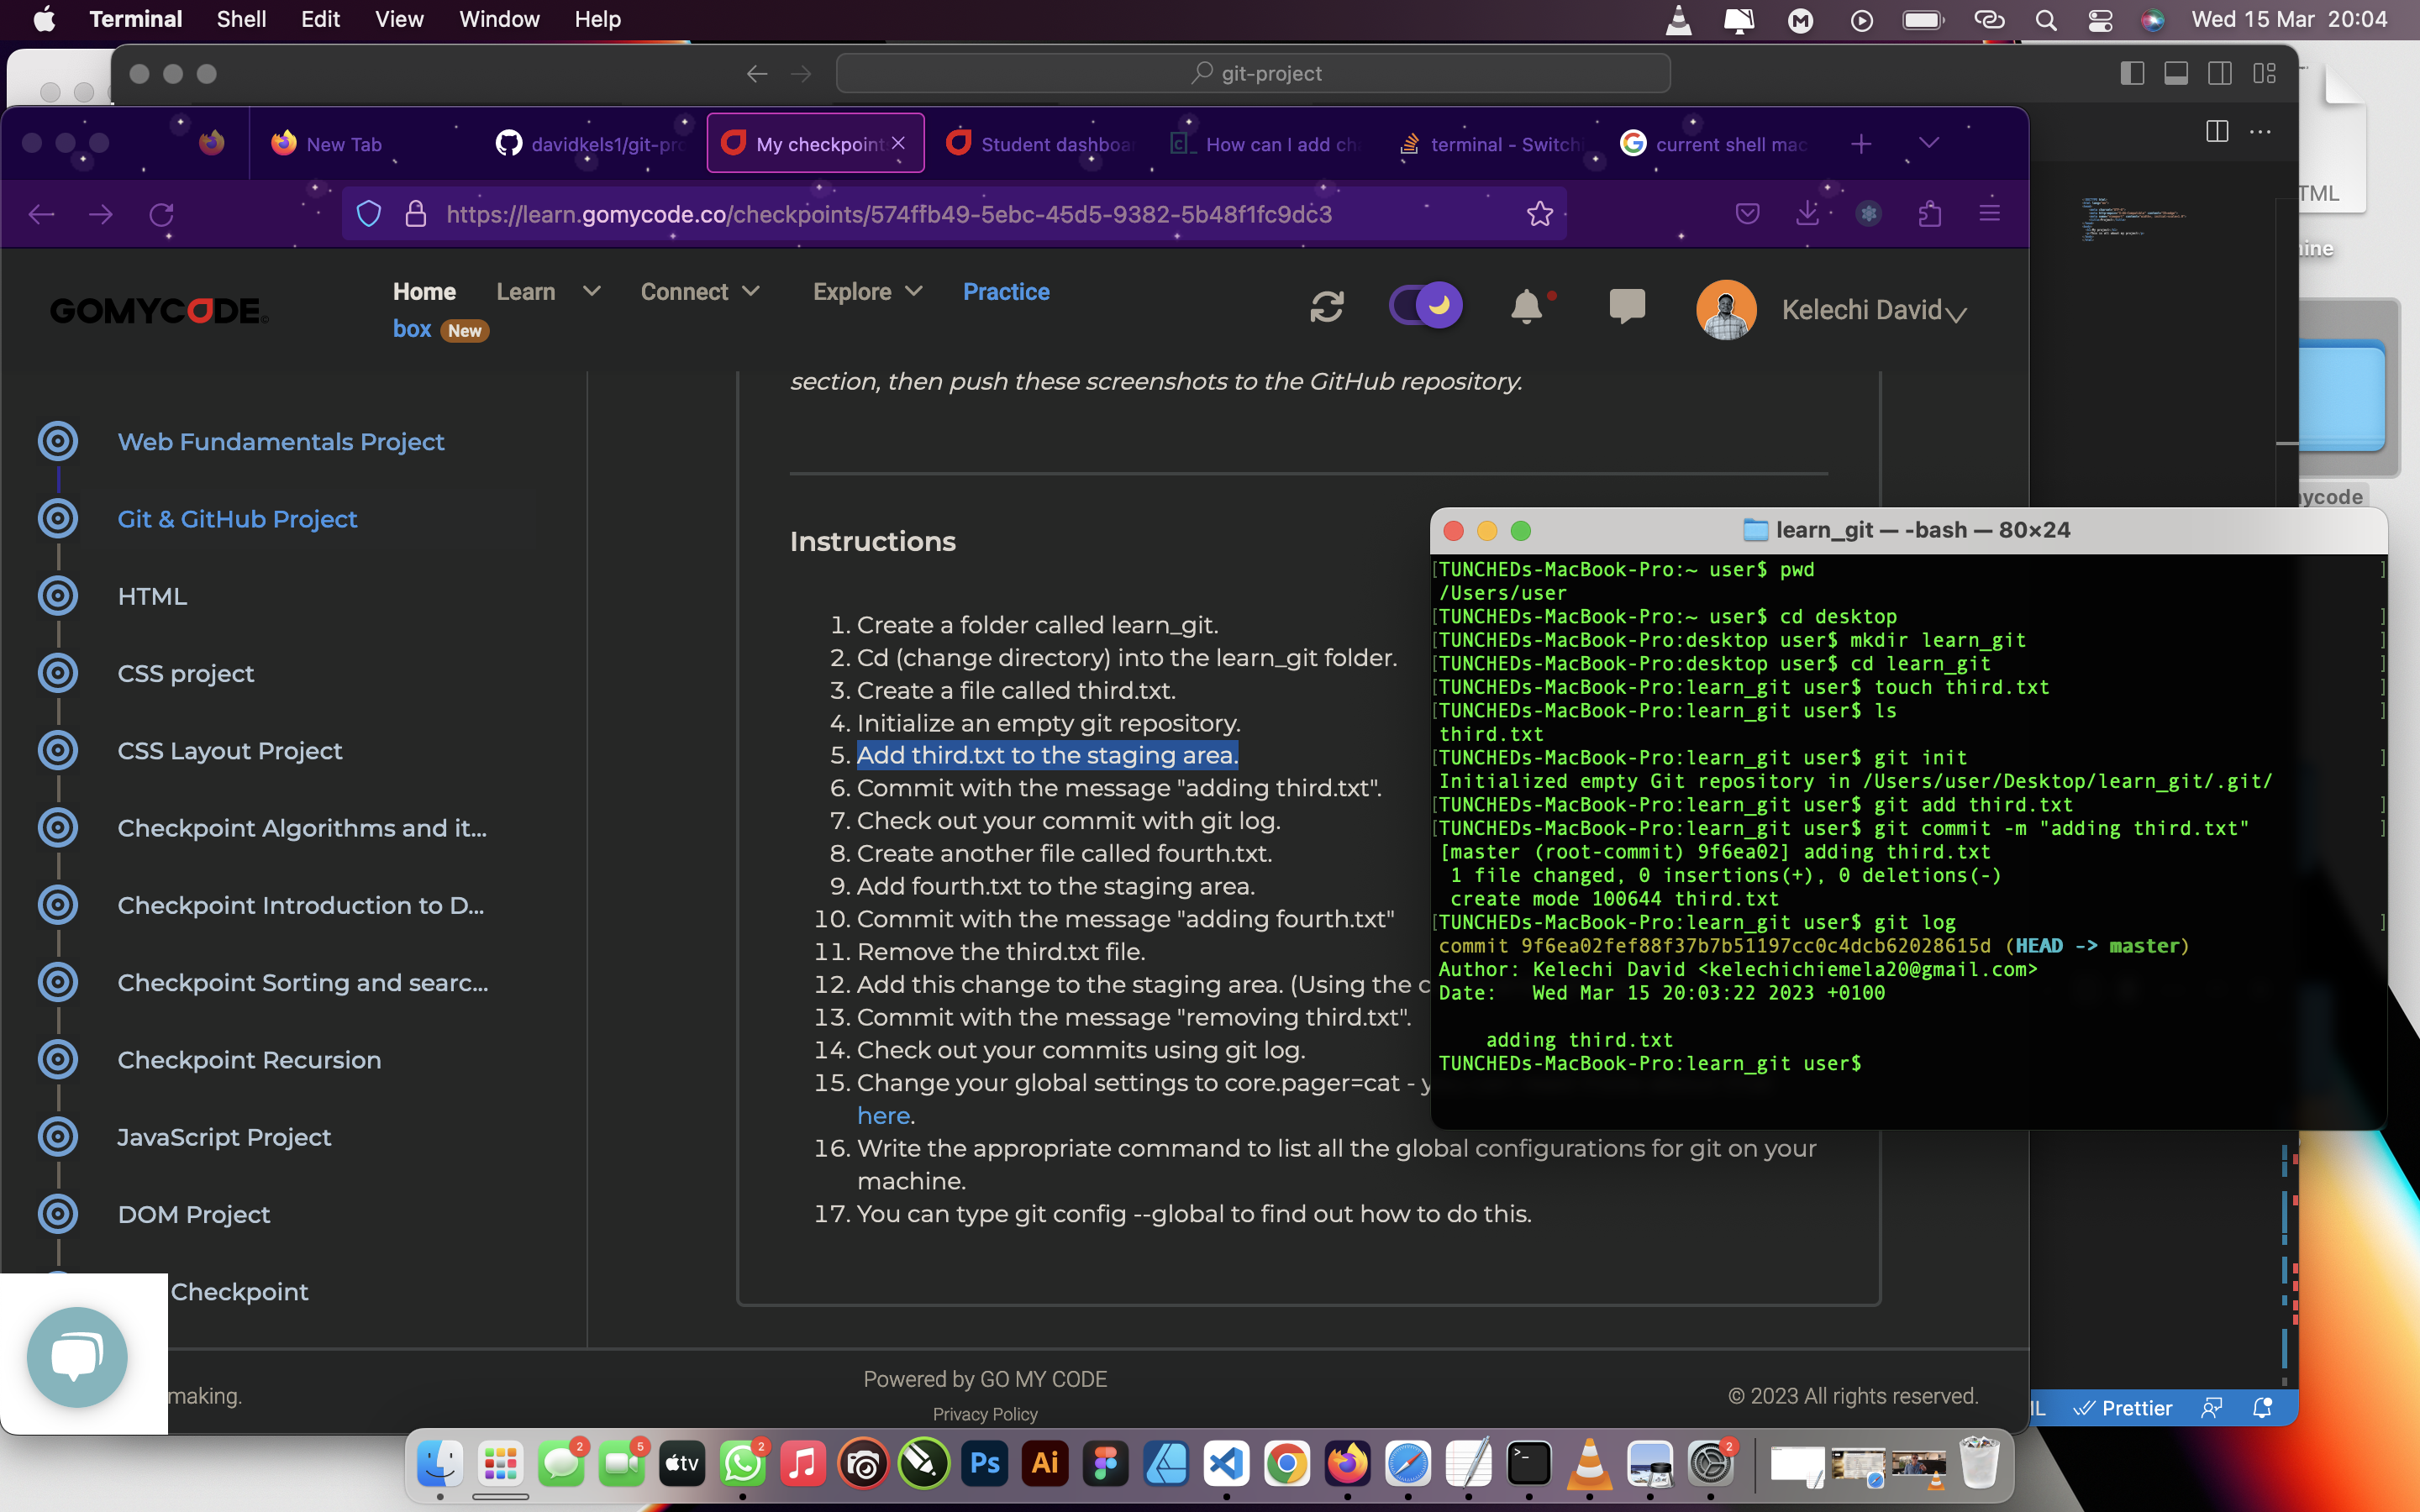 Terminal Shell Edit View Window Help
Wed 15 Mar 20:04
git-project
New Tab
davidkels1/git-pro
My checkpoint
Student dashboa
How can I add cha
terminal - Switchi
current shell mac
https://learn.gomycode.co/checkpoints/574ffb49-5ebc-45d5-9382-5b48f1fc9dc3
GOMYCODE
Home Learn Connect Explore Practice
box New
Kelechi David
section, then push these screenshots to the GitHub repository.
Web Fundamentals Project
Git & GitHub Project
HTML
CSS project
CSS Layout Project
Checkpoint Algorithms and it...
Checkpoint Introduction to D...
Checkpoint Sorting and searc...
Checkpoint Recursion
JavaScript Project
DOM Project
Checkpoint
Instructions
1. Create a folder called learn_git.
2. Cd (change directory) into the learn_git folder.
3. Create a file called third.txt.
4. Initialize an empty git repository.
5. Add third.txt to the staging area.
6. Commit with the message "adding third.txt".
7. Check out your commit with git log.
8. Create another file called fourth.txt.
9. Add fourth.txt to the staging area.
10. Commit with the message "adding fourth.txt"
11. Remove the third.txt file.
12. Add this change to the staging area. (Using the c
13. Commit with the message "removing third.txt".
14. Check out your commits using git log.
15. Change your global settings to core.pager=cat - y
here.
16. Write the appropriate command to list all the global configurations for git on your
machine.
17. You can type git config --global to find out how to do this.
learn_git — -bash — 80×24
[TUNCHEDs-MacBook-Pro:~ user$ pwd ]
/Users/user
[TUNCHEDs-MacBook-Pro:~ user$ cd desktop ]
[TUNCHEDs-MacBook-Pro:desktop user$ mkdir learn_git ]
[TUNCHEDs-MacBook-Pro:desktop user$ cd learn_git ]
[TUNCHEDs-MacBook-Pro:learn_git user$ touch third.txt ]
[TUNCHEDs-MacBook-Pro:learn_git user$ ls ]
third.txt
[TUNCHEDs-MacBook-Pro:learn_git user$ git init ]
Initialized empty Git repository in /Users/user/Desktop/learn_git/.git/
[TUNCHEDs-MacBook-Pro:learn_git user$ git add third.txt ]
[TUNCHEDs-MacBook-Pro:learn_git user$ git commit -m "adding third.txt" ]
[master (root-commit) 9f6ea02] adding third.txt
1 file changed, 0 insertions(+), 0 deletions(-)
create mode 100644 third.txt
[TUNCHEDs-MacBook-Pro:learn_git user$ git log ]
commit 9f6ea02fef88f37b7b51197cc0c4dcb62028615d (HEAD -> master)
Author: Kelechi David <kelechichiemela20@gmail.com>
Date: Wed Mar 15 20:03:22 2023 +0100
adding third.txt
TUNCHEDs-MacBook-Pro:learn_git user$
TML
ine
ycode
making.
Powered by GO MY CODE
Privacy Policy
© 2023 All rights reserved.
Prettier
2
5
tv
2
Ps
Ai
2